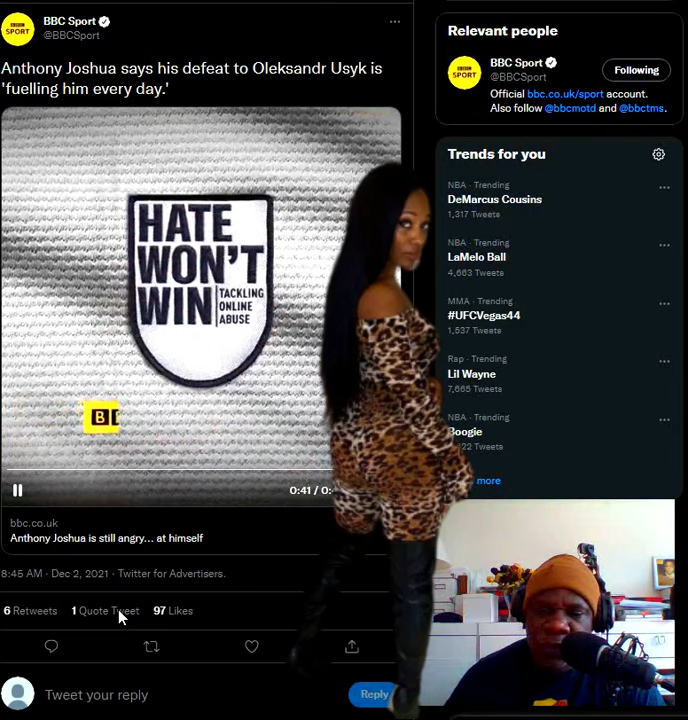 BBC Sport
@BBCSport
Anthony Joshua says his defeat to Oleksandr Usyk is
'fuelling him every day.'
HATE
WON'T
WIN
TACKLING
ONLINE
ABUSE
B
0:41 / 0:
bbc.co.uk
Anthony Joshua is still angry... at himself
8:45 AM · Dec 2, 2021 · Twitter for Advertisers.
6 Retweets 1 Quote Tweet 97 Likes
Tweet your reply
Reply
Relevant people
BBC Sport
@BBCSport
Following
Official bbc.co.uk/sport account.
Also follow @bbcmotd and @bbctms.
Trends for you
NBA · Trending
DeMarcus Cousins
1,317 Tweets
NBA · Trending
LaMelo Ball
4,663 Tweets
MMA · Trending
#UFCVegas44
1,537 Tweets
Rap · Trending
Lil Wayne
7,665 Tweets
NBA · Trending
Boogie
122 Tweets
more